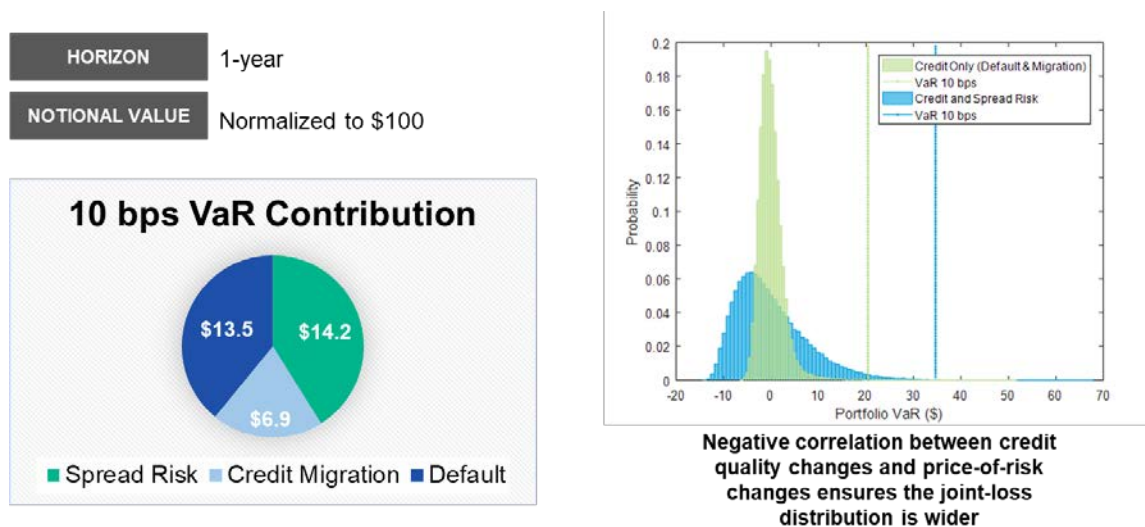 HORIZON
1-year
NOTIONAL VALUE
Normalized to $100
10 bps VaR Contribution
$13.5
$14.2
$6.9
Spread Risk
Credit Migration
Default
0.2
0.18
0.16
0.14
0.12
0.1
0.08
0.06
0.04
0.02
0
Probability
Credit Only (Default & Migration)
VaR 10 bps
Credit and Spread Risk
VaR 10 bps
-20
-10
0
10
20
30
40
50
60
70
Portfolio VaR ($)
Negative correlation between credit
quality changes and price-of-risk
changes ensures the joint-loss
distribution is wider